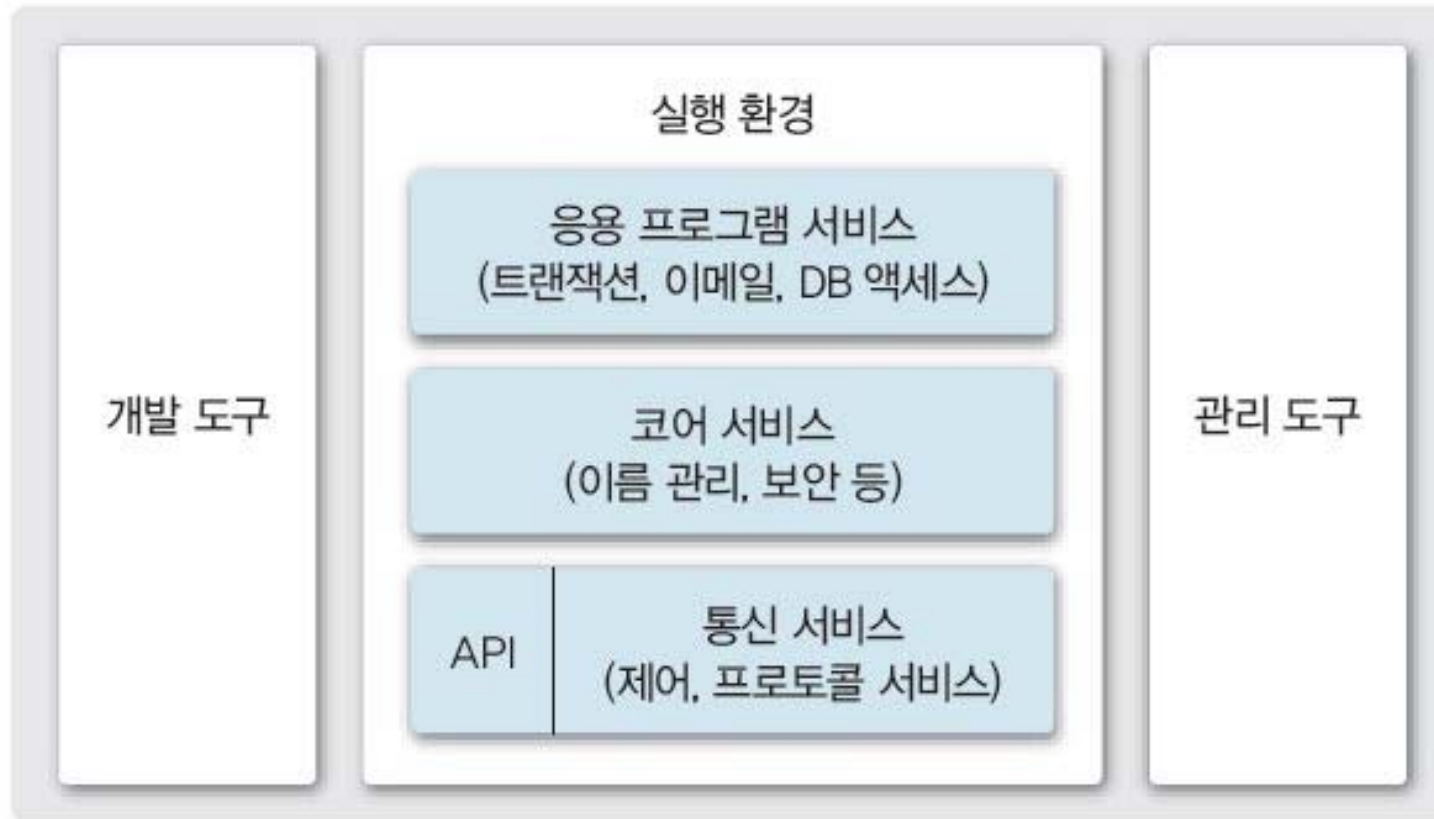 개발 도구
실행 환경
응용 프로그램 서비스
(트랜잭션, 이메일, DB 액세스)
코어 서비스
(이름 관리, 보안 등)
API
통신 서비스
(제어, 프로토콜 서비스)
관리 도구